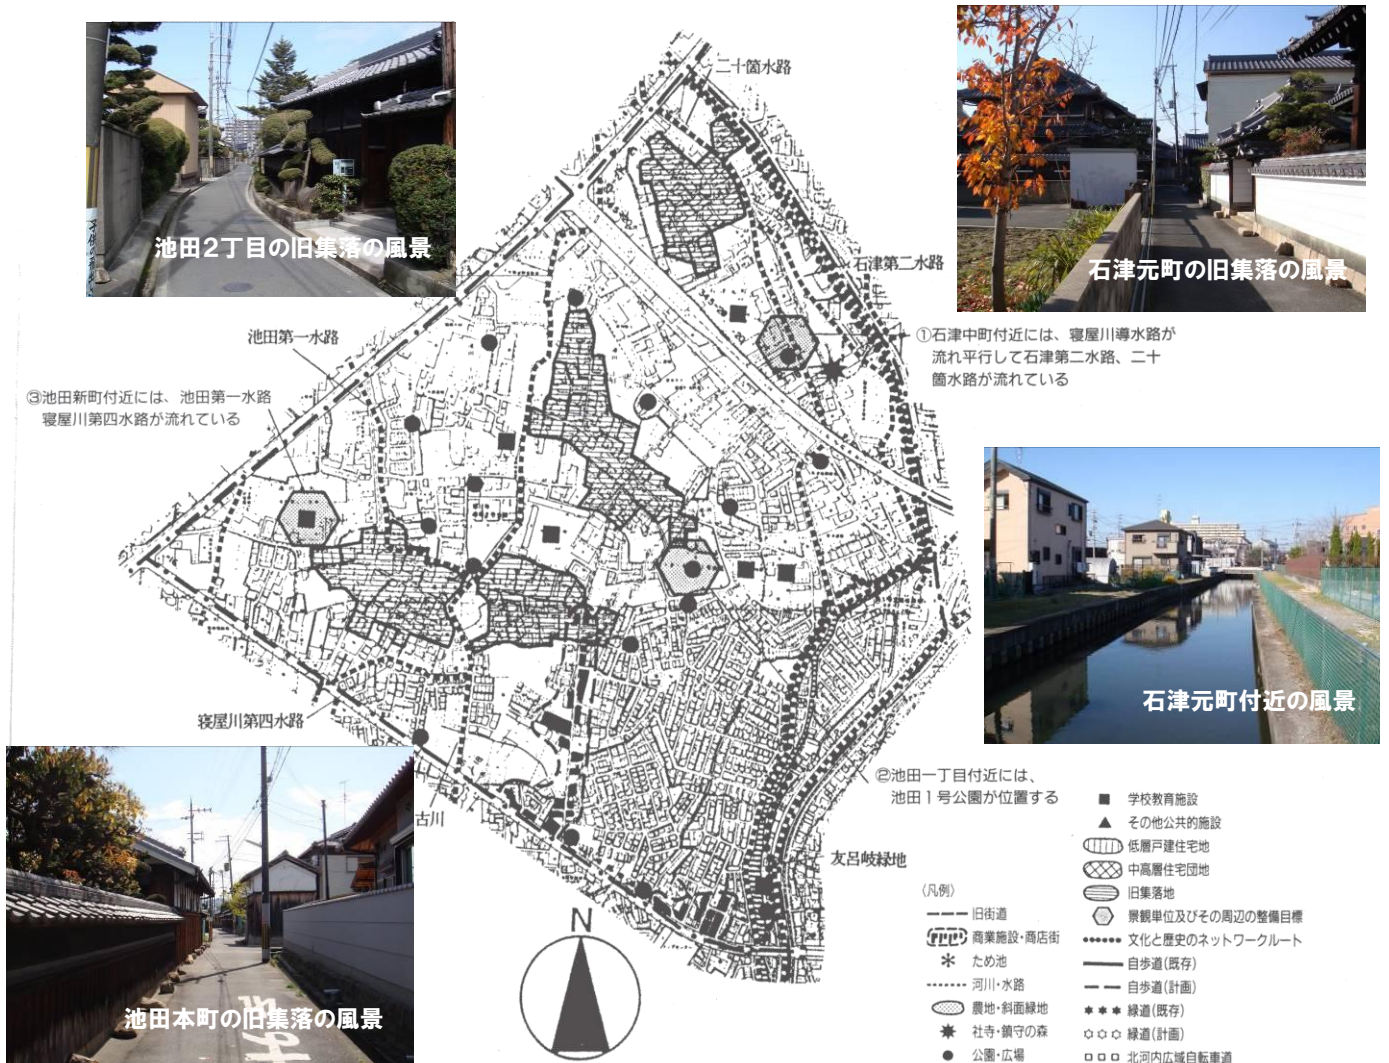 二十箇水路
池田2丁目の旧集落の風景
石津元町の旧集落の風景
石津第二水路
池田第一水路
①石津中町付近には、寝屋川導水路が
流れ平行して石津第二水路、二十
箇水路が流れている
③池田新町付近には、池田第一水路
寝屋川第四水路が流れている
石津元町付近の風景
寝屋川第四水路
②池田一丁目付近には、
池田1号公園が位置する
古川
友呂岐緑地
池田本町の旧集落の風景
N
〈凡例〉
旧街道
商業施設・商店街
ため池
河川・水路
農地・斜面緑地
社寺・鎮守の森
公園・広場
学校教育施設
その他公共的施設
低層戸建住宅地
中高層住宅団地
旧集落地
景観単位及びその周辺の整備目標
文化と歴史のネットワークルート
自歩道(既存)
自歩道(計画)
緑道(既存)
緑道(計画)
北河内広域自転車道